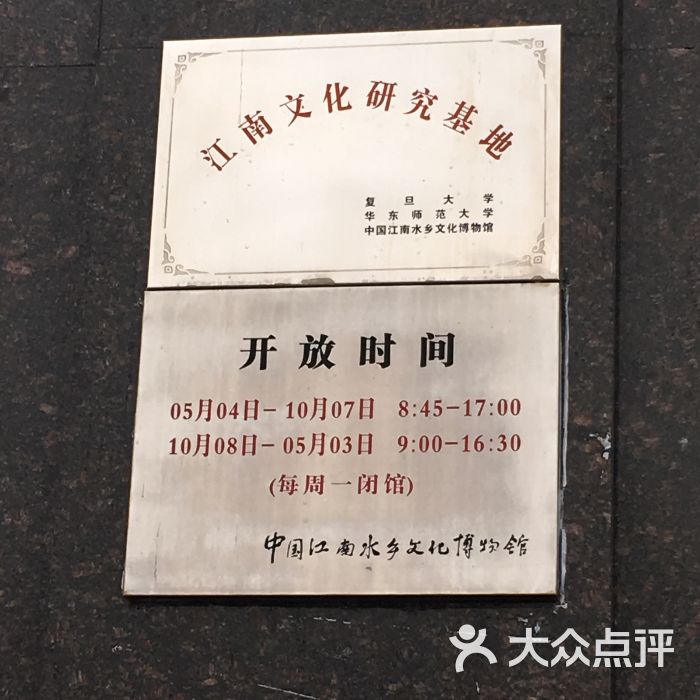 江南文化研究基地
复旦大学
华东师范大学
中国江南水乡文化博物馆
开放时间
05月04日-10月07日 8:45-17:00
10月08日-05月03日 9:00-16:30
(每周一闭馆)
中国江南水乡文化博物馆
大众点评